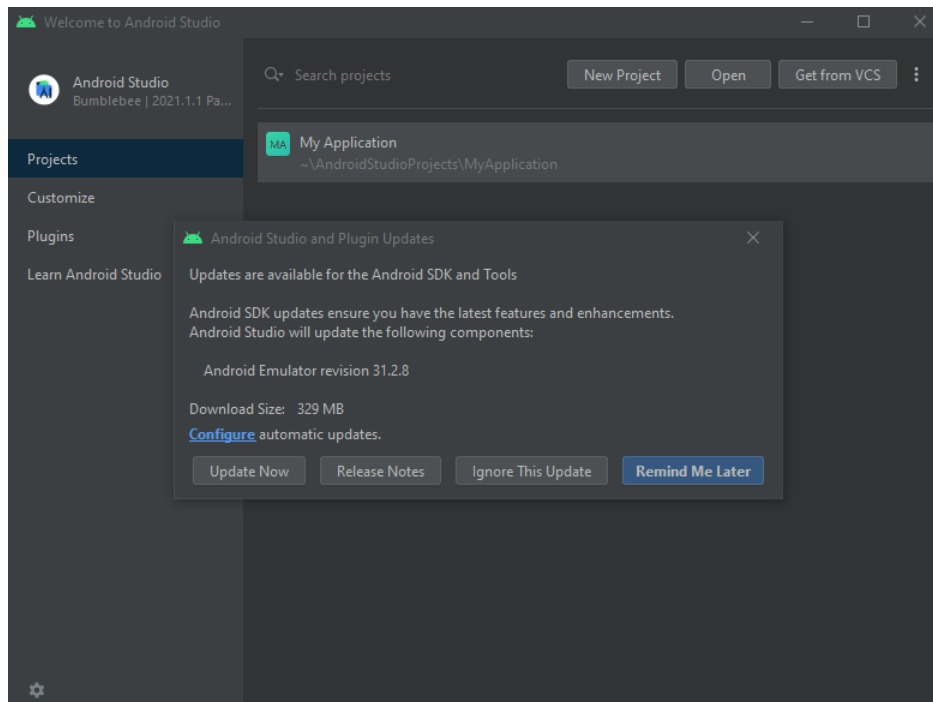 Welcome to Android Studio
Android Studio
Bumblebee | 2021.1.1 Pa...
Search projects
New Project
Open
Get from VCS
Projects
Customize
Plugins
Learn Android Studio
MA
My Application
~\AndroidStudioProjects\MyApplication
Android Studio and Plugin Updates
Updates are available for the Android SDK and Tools
Android SDK updates ensure you have the latest features and enhancements.
Android Studio will update the following components:
Android Emulator revision 31.2.8
Download Size: 329 MB
Configure automatic updates.
Update Now
Release Notes
Ignore This Update
Remind Me Later